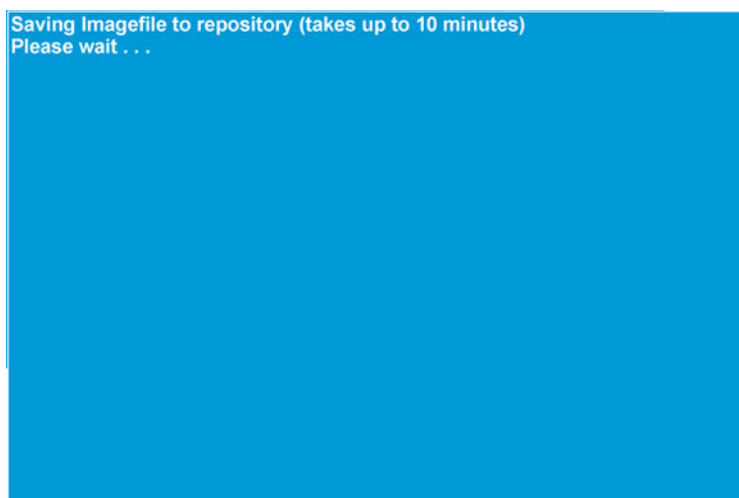 Saving Imagefile to repository (takes up to 10 minutes)
Please wait . . .